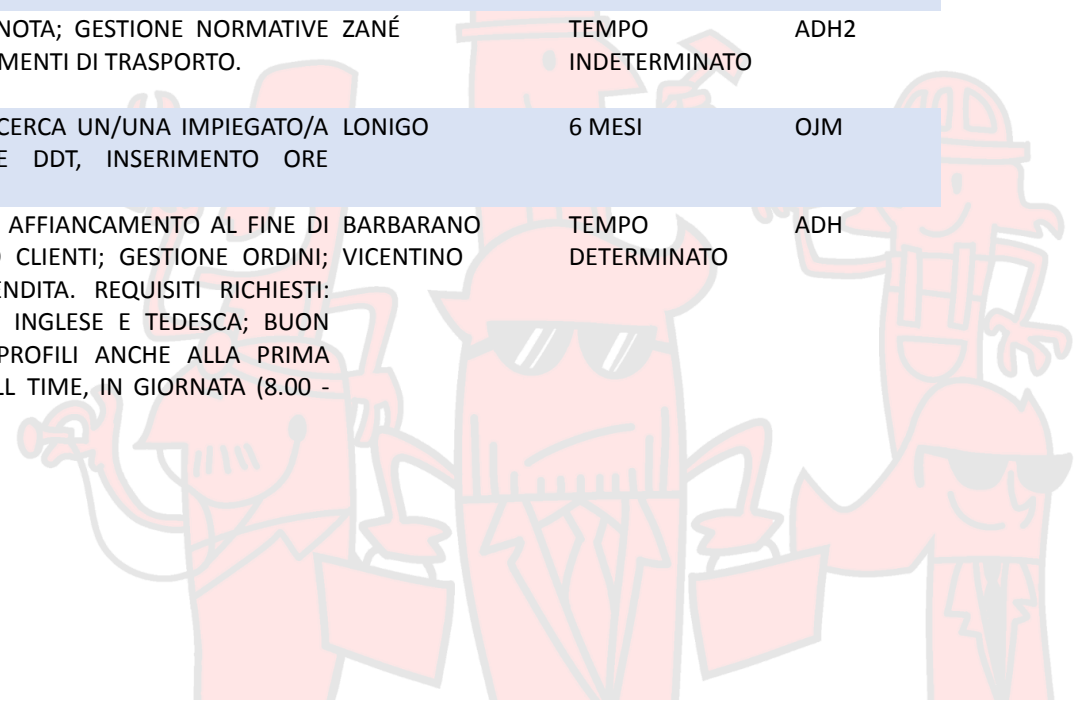 NOTA; GESTIONE NORMATIVE ZANÉ TEMPO ADH2
MENTI DI TRASPORTO. INDETERMINATO
CERCA UN/UNA IMPIEGATO/A LONIGO 6 MESI OJM
E DDT, INSERIMENTO ORE
AFFIANCAMENTO AL FINE DI BARBARANO TEMPO ADH
CLIENTI; GESTIONE ORDINI; VICENTINO DETERMINATO
ENDITA. REQUISITI RICHIESTI:
INGLESE E TEDESCA; BUON
PROFILI ANCHE ALLA PRIMA
LL TIME, IN GIORNATA (8.00 -